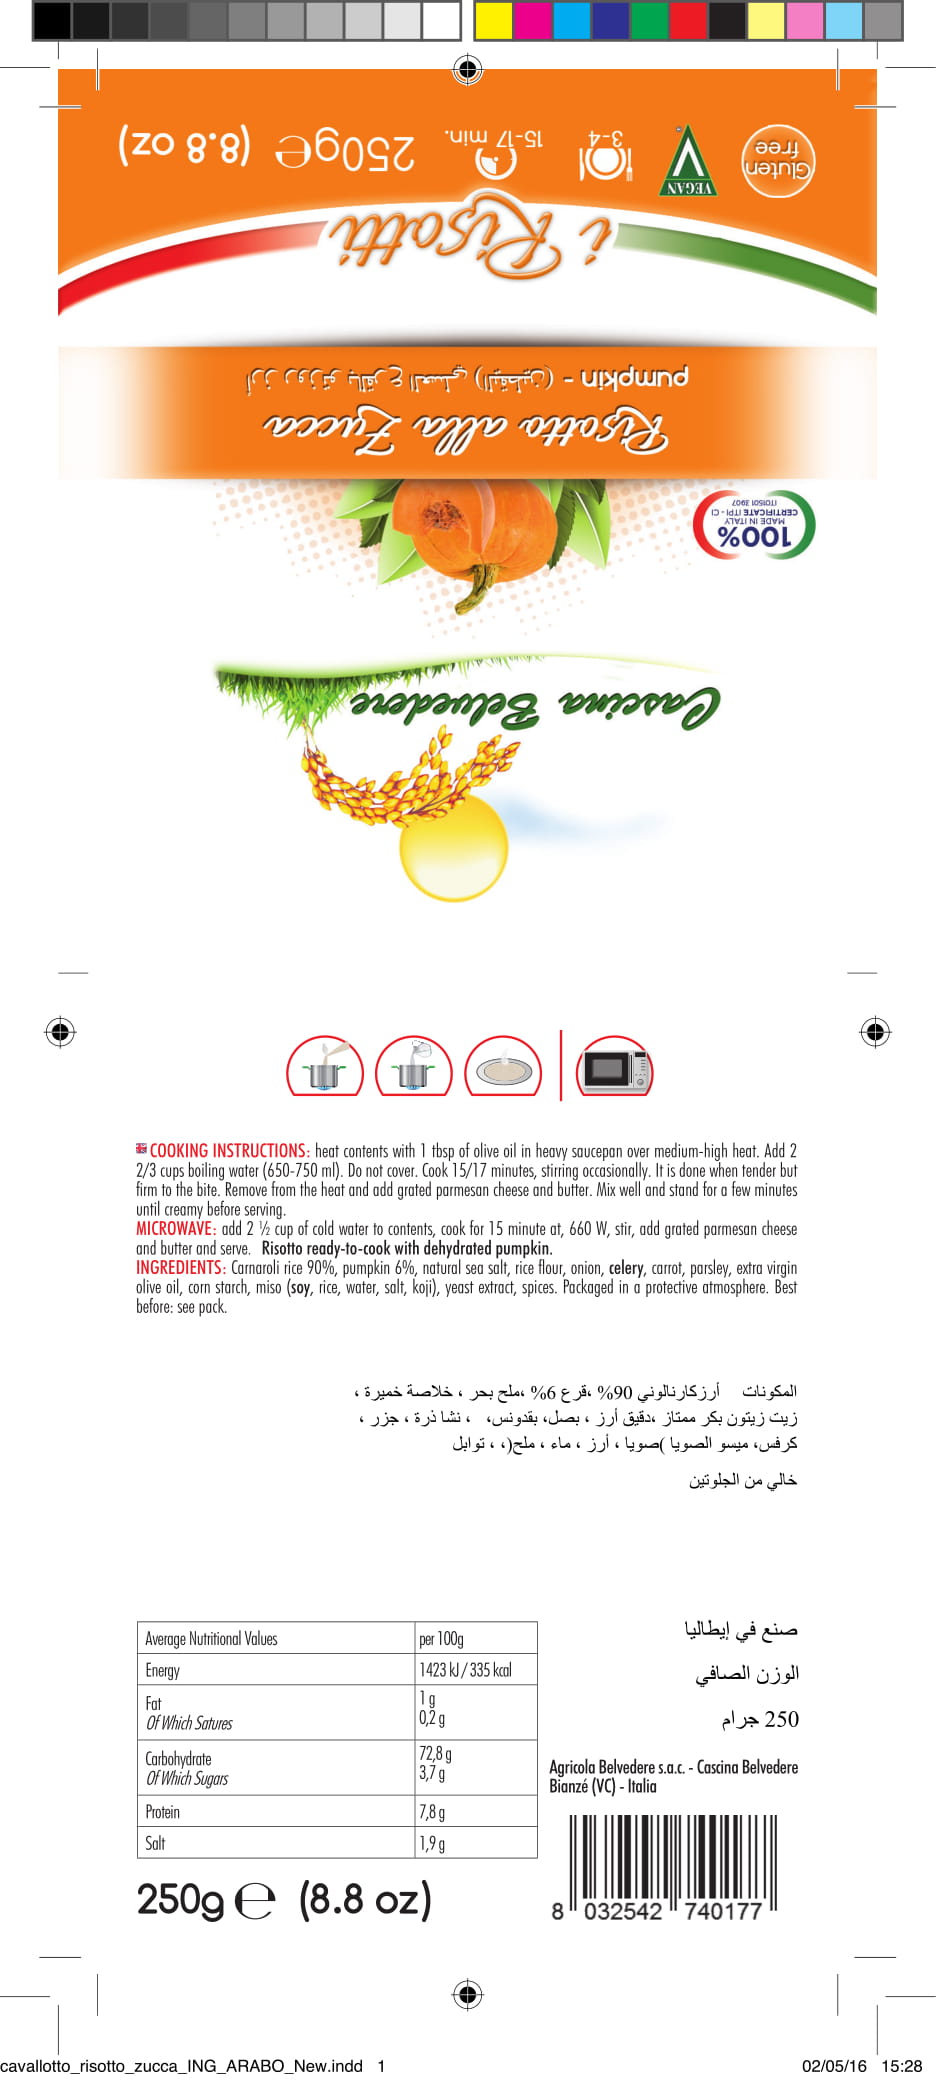 (8.8 oz)
250g e
15-17 min.
3-4
VEGAN
Gluten
free
i Risotti
Risotto alla Zucca
pumpkin - (اليقطين)
100%
MADE IN ITALY
CERTIFICATE ITPI - CI
IT01501 3907
Cascina Belvedere
COOKING INSTRUCTIONS: heat contents with 1 tbsp of olive oil in heavy saucepan over medium-high heat. Add 2
2/3 cups boiling water (650-750 ml). Do not cover. Cook 15/17 minutes, stirring occasionally. It is done when tender but
firm to the bite. Remove from the heat and add grated parmesan cheese and butter. Mix well and stand for a few minutes
until creamy before serving.
MICROWAVE: add 2 ½ cup of cold water to contents, cook for 15 minute at, 660 W, stir, add grated parmesan cheese
and butter and serve. Risotto ready-to-cook with dehydrated pumpkin.
INGREDIENTS: Carnaroli rice 90%, pumpkin 6%, natural sea salt, rice flour, onion, celery, carrot, parsley, extra virgin
olive oil, corn starch, miso (soy, rice, water, salt, koji), yeast extract, spices. Packaged in a protective atmosphere. Best
before: see pack.
المكونات أرزكارنالوني 90% ،قرع 6% ،ملح بحر ، خلاصة خميرة ،
زيت زيتون بكر ممتاز ،دقيق أرز ، بصل، بقدونس، ، نشا ذرة ، جزر ،
كرفس، ميسو الصويا )صويا ، أرز ، ماء ، ملح(، ، توابل
خالي من الجلوتين
Average Nutritional Values per 100g
Energy 1423 kJ / 335 kcal
Fat 1 g
Of Which Satures 0,2 g
Carbohydrate 72,8 g
Of Which Sugars 3,7 g
Protein 7,8 g
Salt 1,9 g
صنع في إيطاليا
الوزن الصافي
250 جرام
Agricola Belvedere s.a.c. - Cascina Belvedere
Bianzé (VC) - Italia
250g e (8.8 oz)
8 032542 740177
cavallotto_risotto_zucca_ING_ARABO_New.indd 1
02/05/16 15:28